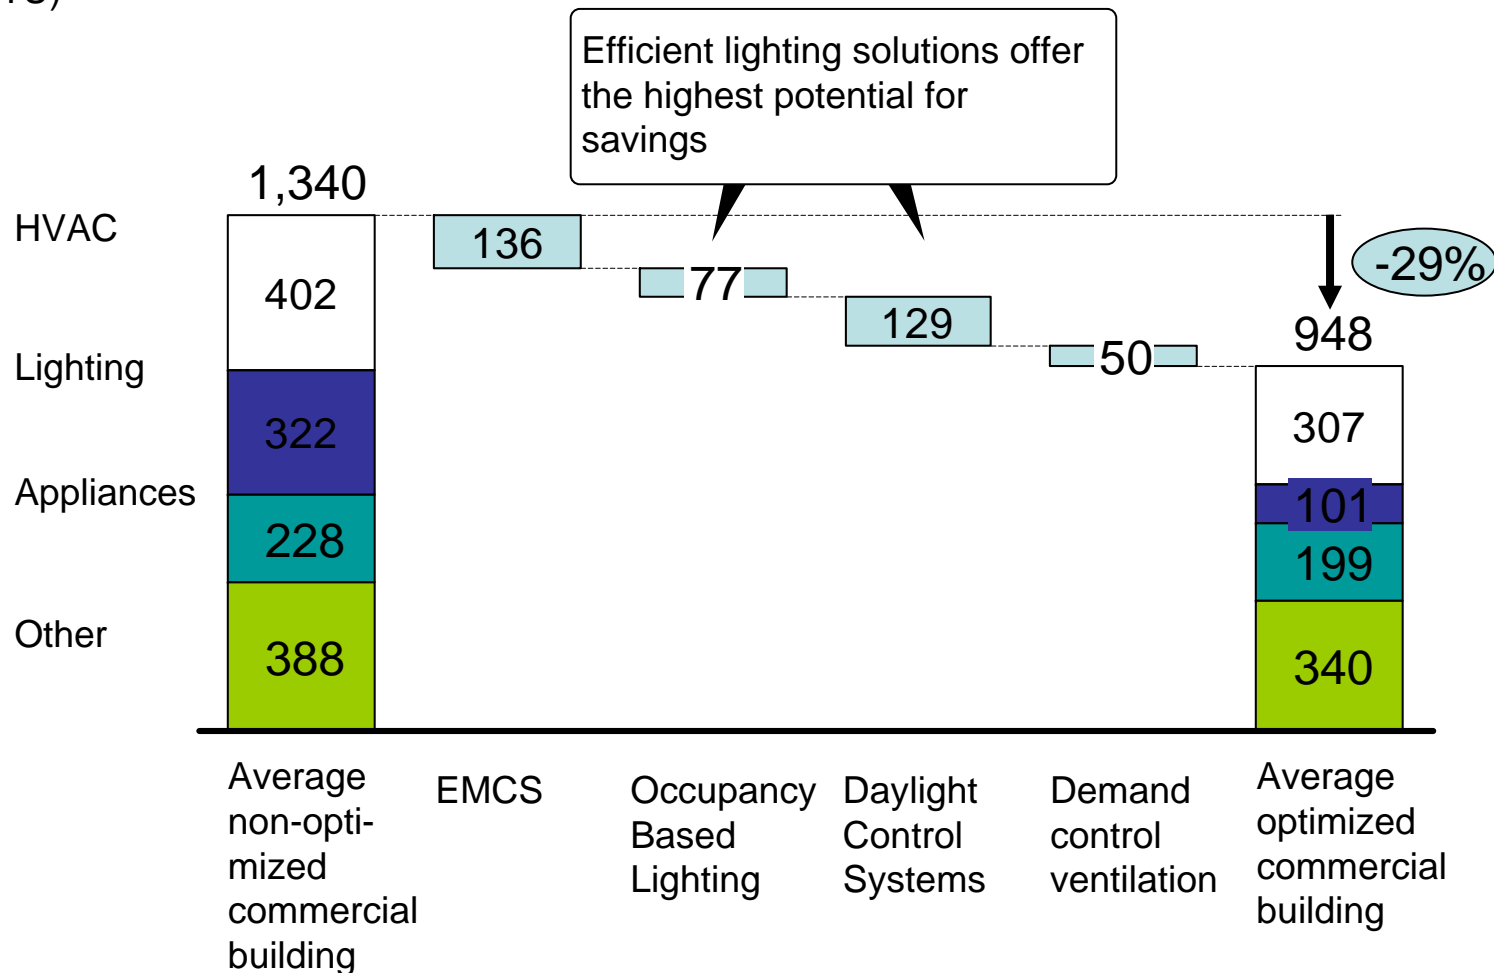 Efficient lighting solutions offer
the highest potential for
savings
1,340
HVAC
136
-29%
77
402
129
948
50
Lighting
307
322
Appliances
101
228
199
Other
388
340
Average
non-opti-
mized
commercial
building
EMCS
Occupancy
Based
Lighting
Daylight
Control
Systems
Demand
control
ventilation
Average
optimized
commercial
building